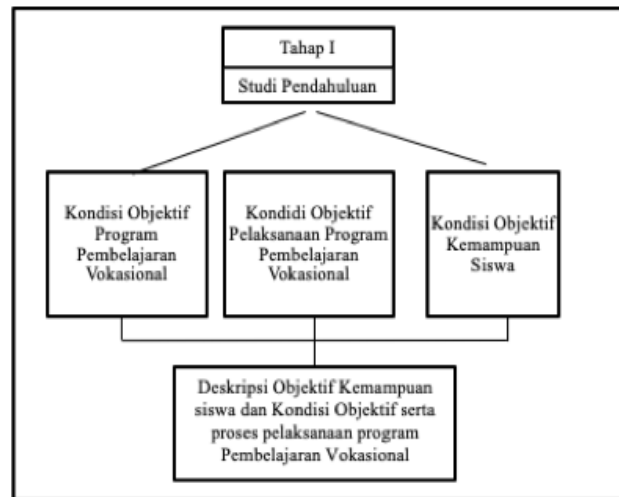 Tahap I
Studi Pendahuluan
Kondisi Objektif
Program
Pembelajaran
Vokasional
Kondidi Objektif
Pelaksanaan Program
Pembelajaran
Vokasional
Kondisi Objektif
Kemampuan
Siswa
Deskripsi Objektif Kemampuan
siswa dan Kondisi Objektif serta
proses pelaksanaan program
Pembelajaran Vokasional